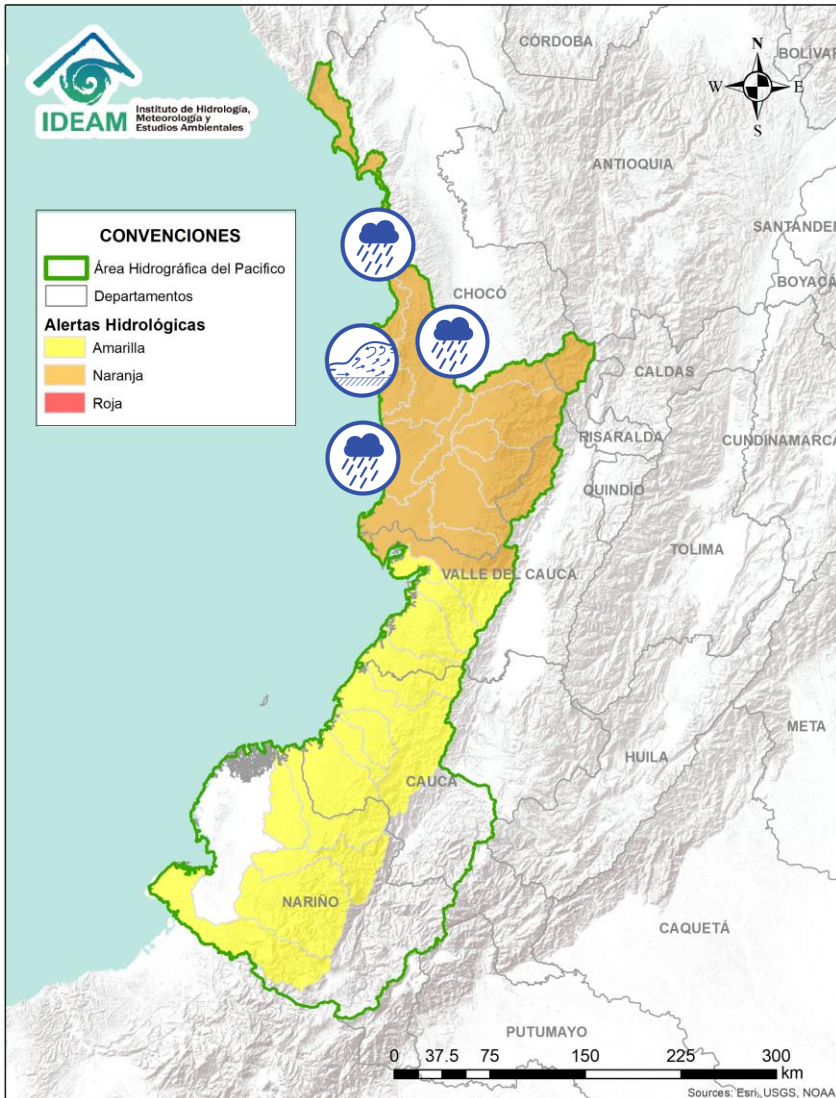 IDEAM
Instituto de Hidrología,
Meteorología y
Estudios Ambientales
N
W
E
S
CONVENCIONES
Área Hidrográfica del Pacifico
Departamentos
Alertas Hidrológicas
Amarilla
Naranja
Roja
CÓRDOBA
BOLÍVAR
ANTIOQUIA
SANTANDER
BOYACA
CHOCÓ
CALDAS
RISARALDA
CUNDINAMARCA
QUINDÍO
TOLIMA
VALLE DEL CAUCA
META
HUILA
CAUCA
NARIÑO
CAQUETÁ
PUTUMAYO
0 37.5 75 150 225 300
km
Sources: Esri, USGS, NOAA